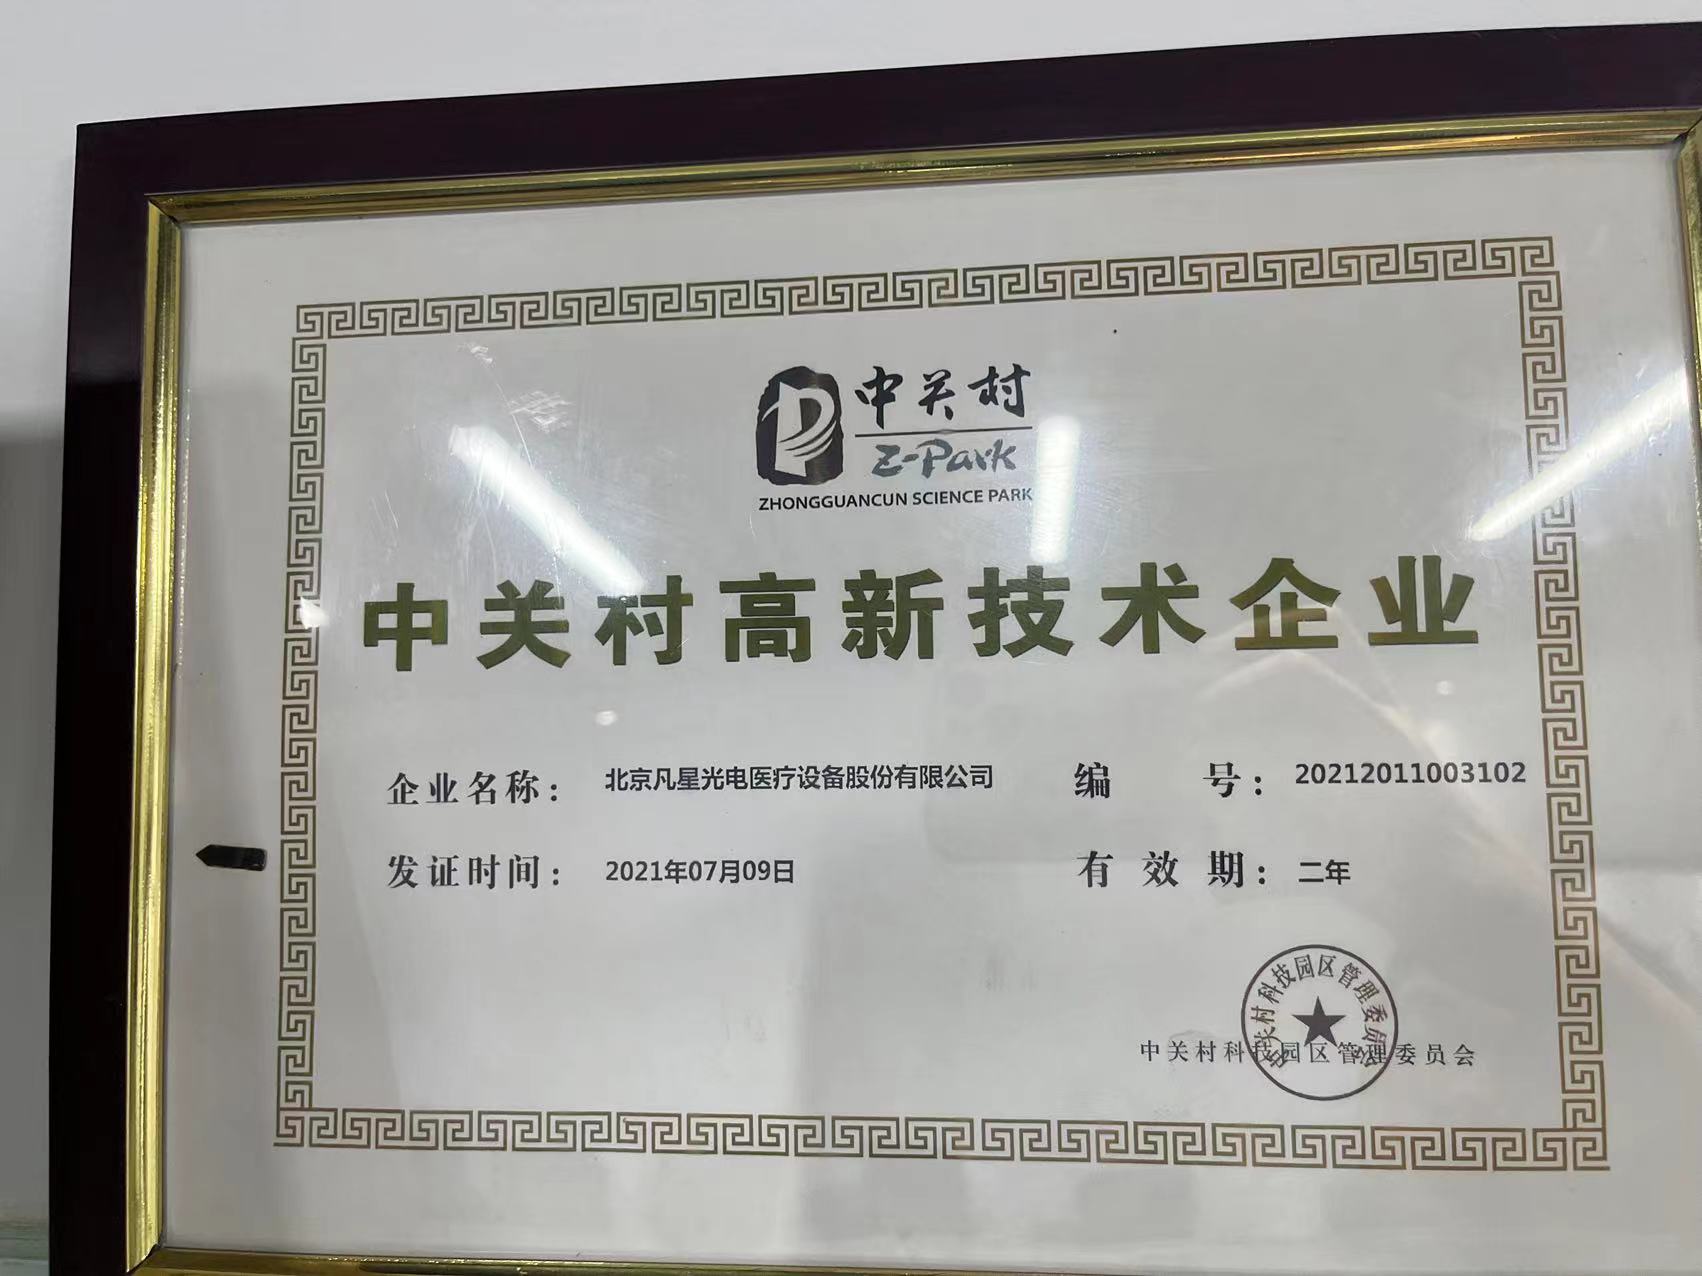 中关村
Z-Park
ZHONGGUANCUN SCIENCE PARK
中关村高新技术企业
企业名称: 北京凡星光电医疗设备股份有限公司 编 号: 20212011003102
发证时间: 2021年07月09日 有效期: 二年
中关村科技园区管理委员会
中关村科技园区管理委员会